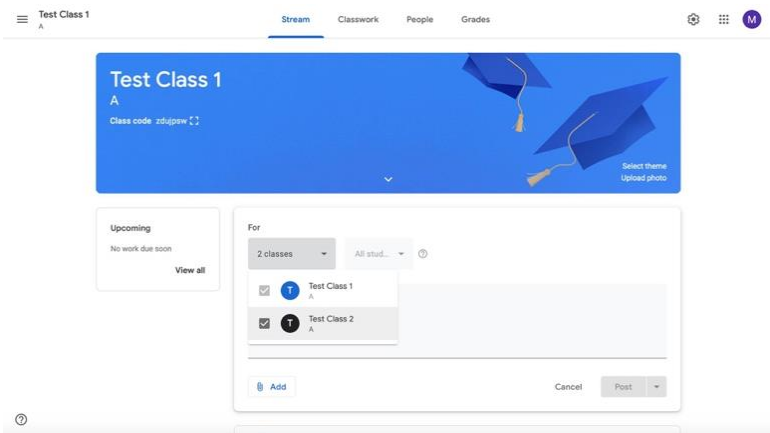 Test Class 1
A
Stream
Classwork
People
Grades
M
Test Class 1
A
Class code zdujpsw
Select theme
Upload photo
Upcoming
No work due soon
View all
For
2 classes
All stud...
T
Test Class 1
A
T
Test Class 2
A
Add
Cancel
Post